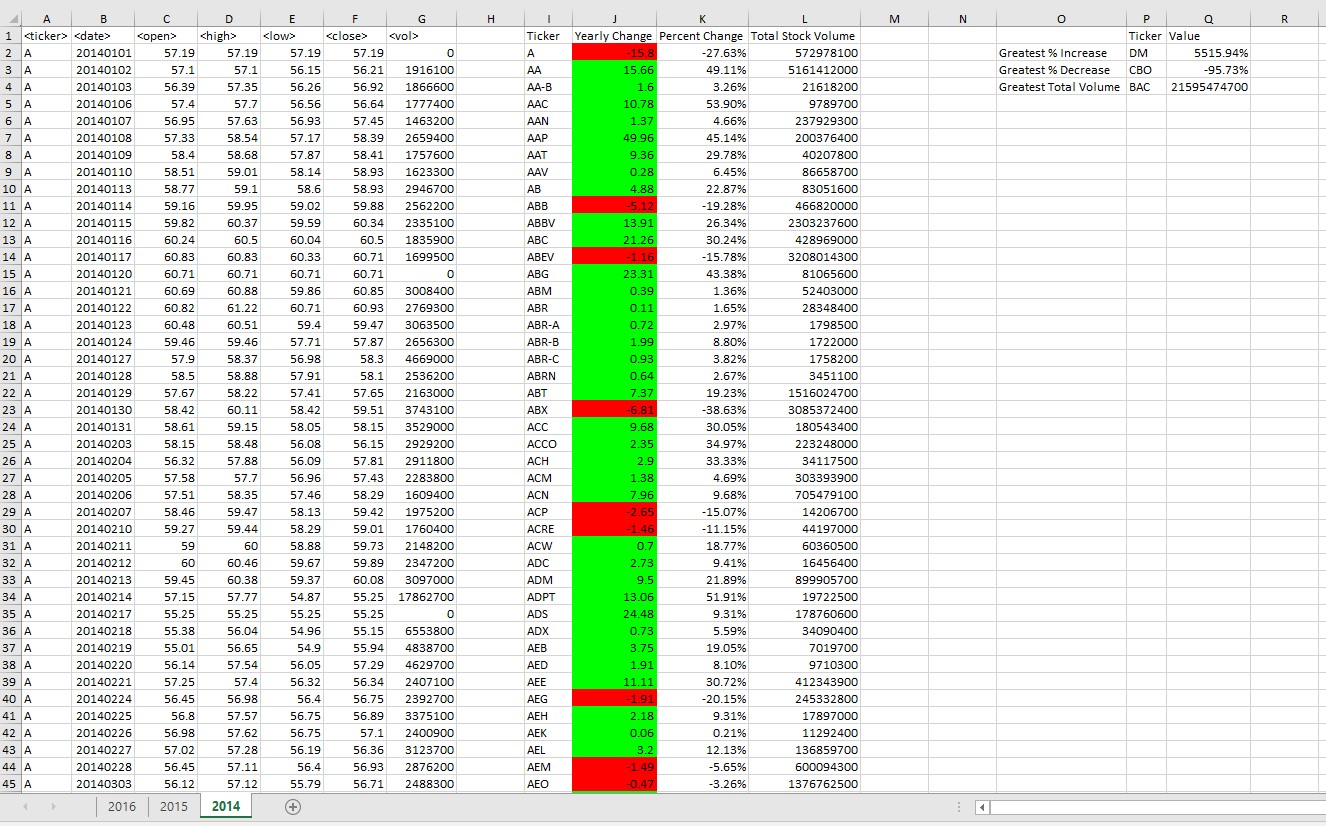 A B C D E F G H I J K L M N O P Q R
1 <ticker> <date> <open> <high> <low> <close> <vol> Ticker Yearly Change Percent Change Total Stock Volume Ticker Value
2 A 20140101 57.19 57.19 57.19 57.19 0 A -15.8 -27.63% 572978100 Greatest % Increase DM 5515.94%
3 A 20140102 57.1 57.1 56.15 56.21 1916100 AA 15.66 49.11% 5161412000 Greatest % Decrease CBO -95.73%
4 A 20140103 56.39 57.35 56.26 56.92 1866600 AA-B 1.6 3.26% 21618200 Greatest Total Volume BAC 21595474700
5 A 20140106 57.4 57.7 56.56 56.64 1777400 AAC 10.78 53.90% 9789700
6 A 20140107 56.95 57.63 56.93 57.45 1463200 AAN 1.37 4.66% 237929300
7 A 20140108 57.33 58.54 57.17 58.39 2659400 AAP 49.96 45.14% 200376400
8 A 20140109 58.4 58.68 57.87 58.41 1757600 AAT 9.36 29.78% 40207800
9 A 20140110 58.51 59.01 58.14 58.93 1623300 AAV 0.28 6.45% 86658700
10 A 20140113 58.77 59.1 58.6 58.93 2946700 AB 4.88 22.87% 83051600
11 A 20140114 59.16 59.95 59.02 59.88 2562200 ABB -5.12 -19.28% 466820000
12 A 20140115 59.82 60.37 59.59 60.34 2335100 ABBV 13.91 26.34% 2303237600
13 A 20140116 60.24 60.5 60.04 60.5 1835900 ABC 21.26 30.24% 428969000
14 A 20140117 60.83 60.83 60.33 60.71 1699500 ABEV -1.16 -15.78% 3208014300
15 A 20140120 60.71 60.71 60.71 60.71 0 ABG 23.31 43.38% 81065600
16 A 20140121 60.69 60.88 59.86 60.85 3008400 ABM 0.39 1.36% 52403000
17 A 20140122 60.82 61.22 60.71 60.93 2769300 ABR 0.11 1.65% 28348400
18 A 20140123 60.48 60.51 59.4 59.47 3063500 ABR-A 0.72 2.97% 1798500
19 A 20140124 59.46 59.46 57.71 57.87 2656300 ABR-B 1.99 8.80% 1722000
20 A 20140127 57.9 58.37 56.98 58.3 4669000 ABR-C 0.93 3.82% 1758200
21 A 20140128 58.5 58.88 57.91 58.1 2536200 ABRN 0.64 2.67% 3451100
22 A 20140129 57.67 58.22 57.41 57.65 2163000 ABT 7.37 19.23% 1516024700
23 A 20140130 58.42 60.11 58.42 59.51 3743100 ABX -6.81 -38.63% 3085372400
24 A 20140131 58.61 59.15 58.05 58.15 3529000 ACC 9.68 30.05% 180543400
25 A 20140203 58.15 58.48 56.08 56.15 2929200 ACCO 2.35 34.97% 223248000
26 A 20140204 56.32 57.88 56.09 57.81 2911800 ACH 2.9 33.33% 34117500
27 A 20140205 57.58 57.7 56.96 57.43 2283800 ACM 1.38 4.69% 303393900
28 A 20140206 57.51 58.35 57.46 58.29 1609400 ACN 7.96 9.68% 705479100
29 A 20140207 58.46 59.47 58.13 59.42 1975200 ACP -2.65 -15.07% 14206700
30 A 20140210 59.27 59.44 58.29 59.01 1760400 ACRE -1.46 -11.15% 44197000
31 A 20140211 59 60 58.88 59.73 2148200 ACW 0.7 18.77% 60360500
32 A 20140212 60 60.46 59.67 59.89 2347200 ADC 2.73 9.41% 16456400
33 A 20140213 59.45 60.38 59.37 60.08 3097000 ADM 9.5 21.89% 899905700
34 A 20140214 57.15 57.77 54.87 55.25 17862700 ADPT 13.06 51.91% 19722500
35 A 20140217 55.25 55.25 55.25 55.25 0 ADS 24.48 9.31% 178760600
36 A 20140218 55.38 56.04 54.96 55.15 6553800 ADX 0.73 5.59% 34090400
37 A 20140219 55.01 56.65 54.9 55.94 4838700 AEB 3.75 19.05% 7019700
38 A 20140220 56.14 57.54 56.05 57.29 4629700 AED 1.91 8.10% 9710300
39 A 20140221 57.25 57.4 56.32 56.34 2407100 AEE 11.11 30.72% 412343900
40 A 20140224 56.45 56.98 56.4 56.75 2392700 AEG -1.91 -20.15% 245332800
41 A 20140225 56.8 57.57 56.75 56.89 3375100 AEH 2.18 9.31% 17897000
42 A 20140226 56.98 57.62 56.75 57.1 2400900 AEK 0.06 0.21% 11292400
43 A 20140227 57.02 57.28 56.19 56.36 3123700 AEL 3.2 12.13% 136859700
44 A 20140228 56.45 57.11 56.4 56.93 2876200 AEM -1.49 -5.65% 600094300
45 A 20140303 56.12 57.12 55.79 56.71 2488300 AEO -0.47 -3.26% 1376762500
2016 2015 2014